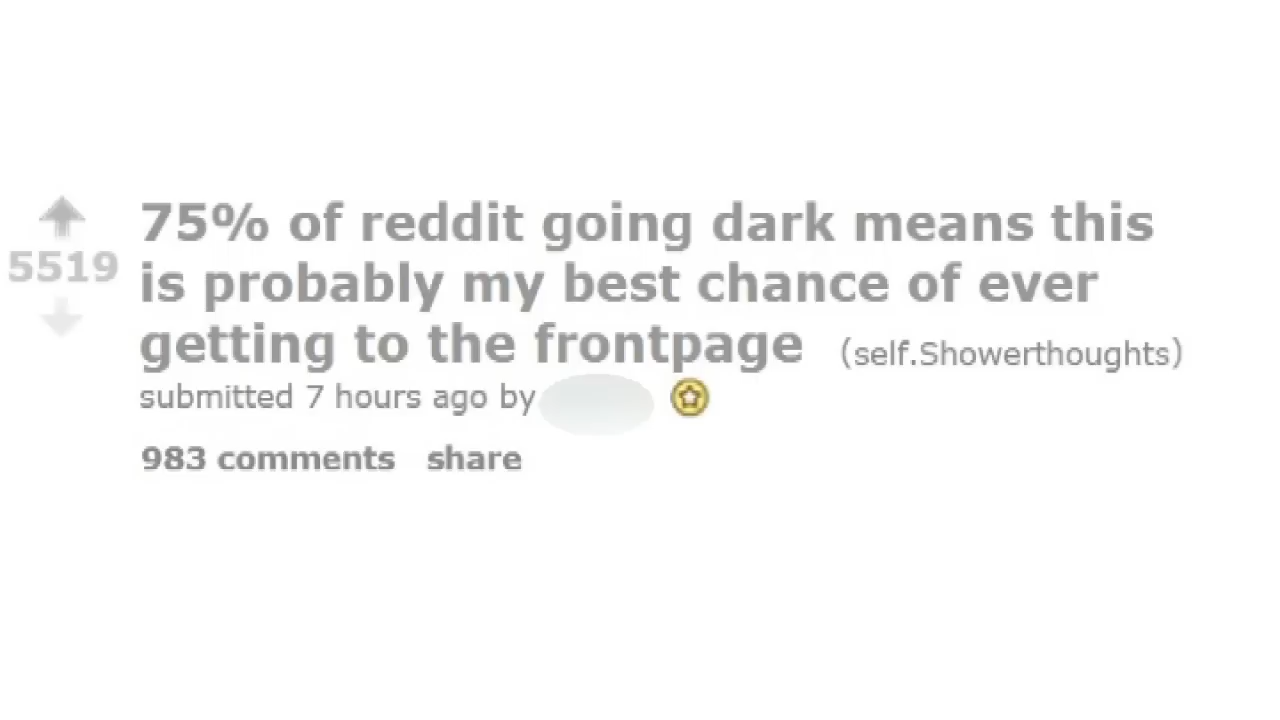 5519
75% of reddit going dark means this
is probably my best chance of ever
getting to the frontpage (self.Showerthoughts)
submitted 7 hours ago by
983 comments share